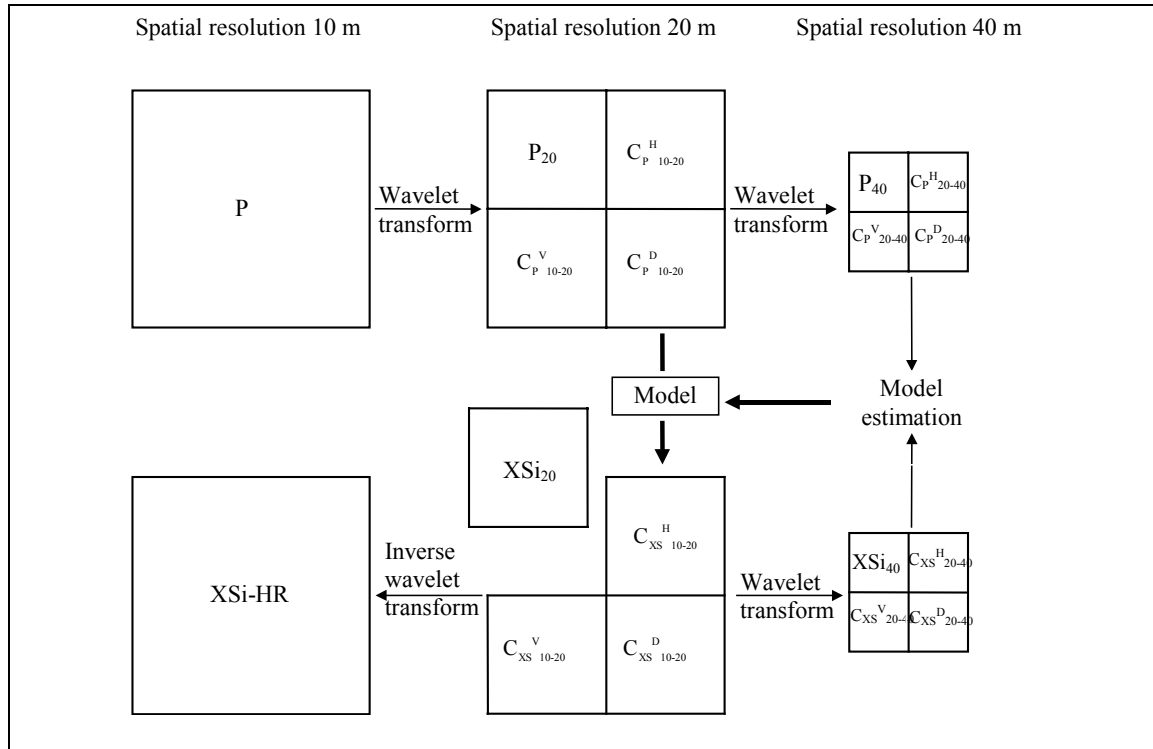 Spatial resolution 10 m Spatial resolution 20 m Spatial resolution 40 m
P
Wavelet
transform
P20
CP H 10-20
CP V 10-20
CP D 10-20
Wavelet
transform
P40
CP H 20-40
CP V 20-40
CP D 20-40
Model
Model
estimation
XSi20
XSi-HR
Inverse
wavelet
transform
CXS H 10-20
CXS V 10-20
CXS D 10-20
Wavelet
transform
XSi40
CXS H 20-40
CXS V 20-40
CXS D 20-40